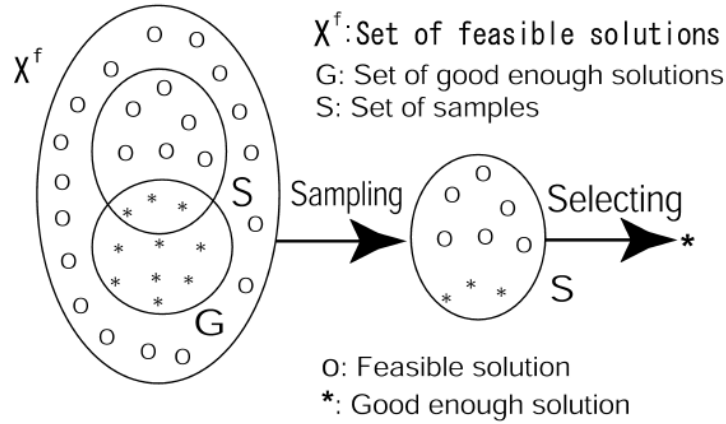 X^f
X^f:Set of feasible solutions
G: Set of good enough solutions
S: Set of samples
S
G
Sampling
S
Selecting
*
o: Feasible solution
*: Good enough solution